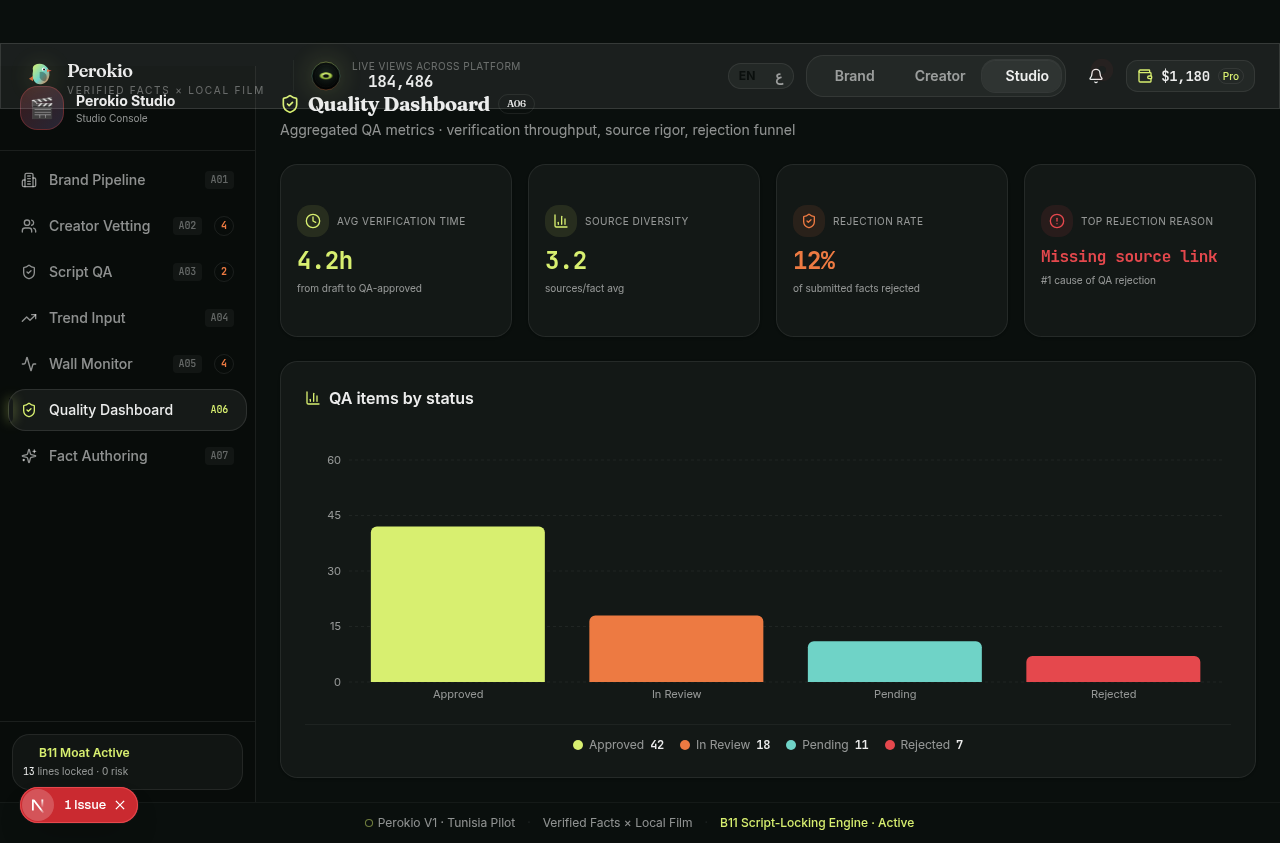 Perokio
VERIFIED FACTS × LOCAL FILM
LIVE VIEWS ACROSS PLATFORM
184,486
EN ع
Brand
Creator
Studio
$1,180 Pro
Perokio Studio
Studio Console
Brand Pipeline A01
Creator Vetting A02 4
Script QA A03 2
Trend Input A04
Wall Monitor A05 4
Quality Dashboard A06
Fact Authoring A07
B11 Moat Active
13 lines locked · 0 risk
N 1 Issue
Quality Dashboard A06
Aggregated QA metrics · verification throughput, source rigor, rejection funnel
AVG VERIFICATION TIME
4.2h
from draft to QA-approved
SOURCE DIVERSITY
3.2
sources/fact avg
REJECTION RATE
12%
of submitted facts rejected
TOP REJECTION REASON
Missing source link
#1 cause of QA rejection
QA items by status
60
45
30
15
0
Approved In Review Pending Rejected
Approved 42 In Review 18 Pending 11 Rejected 7
Perokio V1 · Tunisia Pilot · Verified Facts × Local Film · B11 Script-Locking Engine · Active